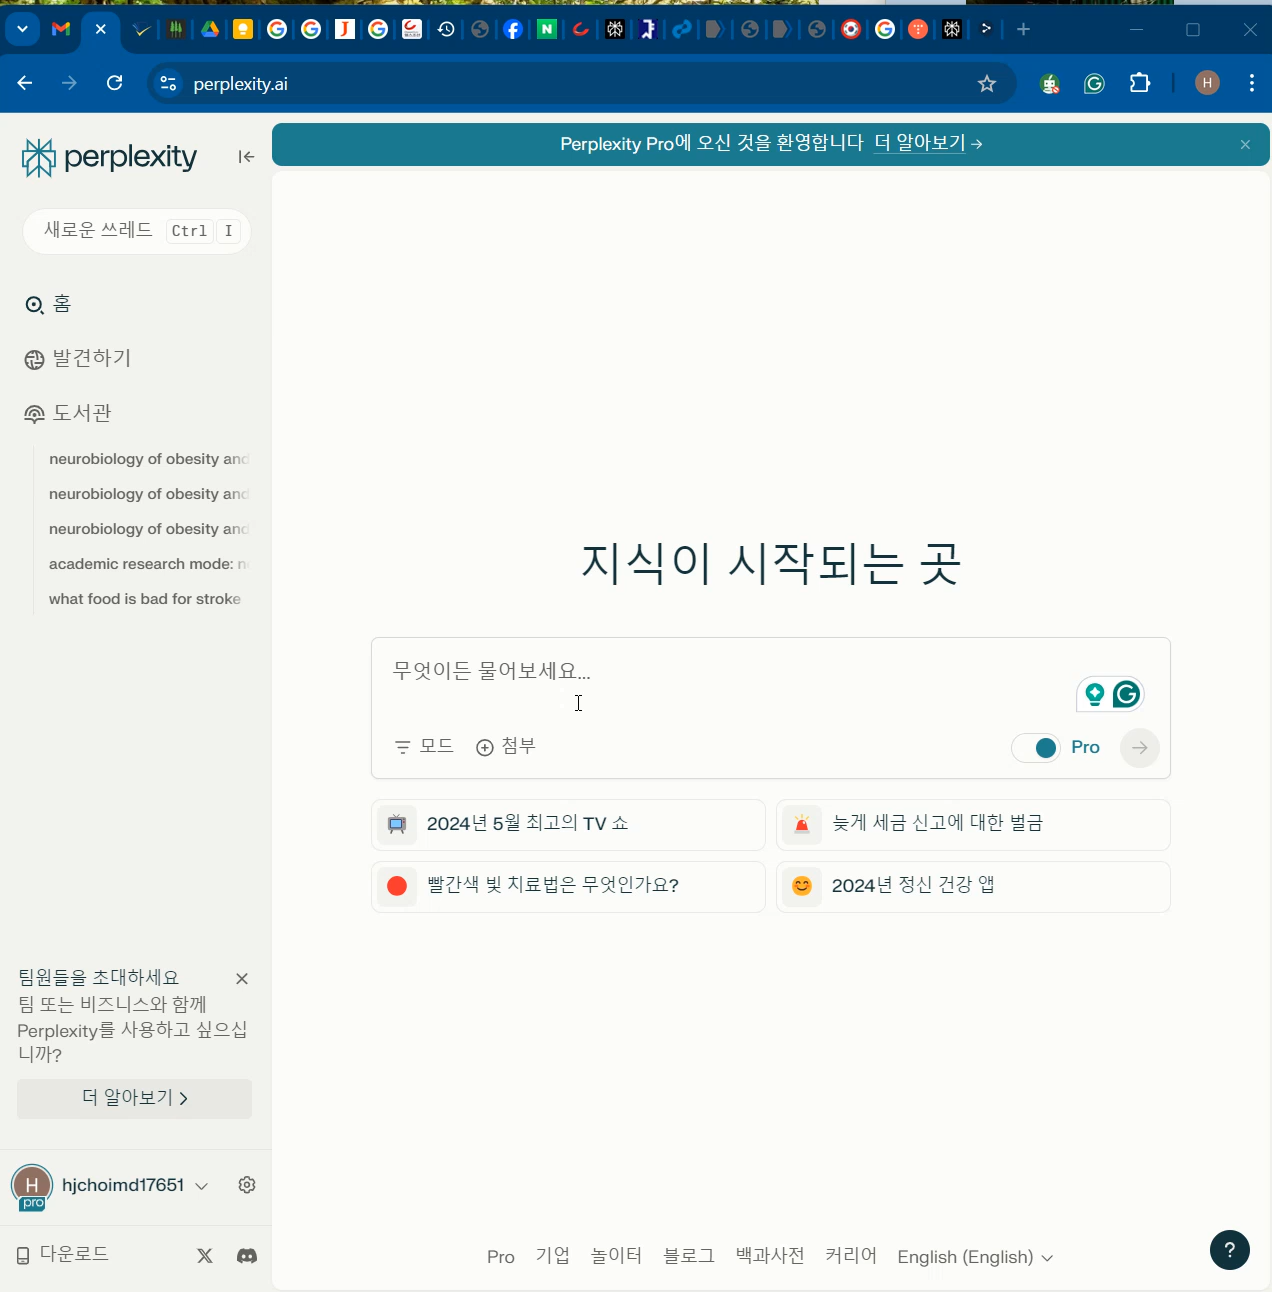 perplexity.ai
H
perplexity
Perplexity Pro에 오신 것을 환영합니다 더 알아보기 →
새로운 쓰레드 Ctrl I
홈
발견하기
도서관
neurobiology of obesity and
neurobiology of obesity and
neurobiology of obesity and
academic research mode:
what food is bad for stroke
지식이 시작되는 곳
무엇이든 물어보세요...
모드 첨부 Pro
2024년 5월 최고의 TV 쇼
늦게 세금 신고에 대한 벌금
빨간색 빛 치료법은 무엇인가요?
2024년 정신 건강 앱
팀원들을 초대하세요
팀 또는 비즈니스와 함께
Perplexity를 사용하고 싶으십
니까?
더 알아보기
H
pro
hjchoimd17651
다운로드
Pro 기업 놀이터 블로그 백과사전 커리어 English (English)
?